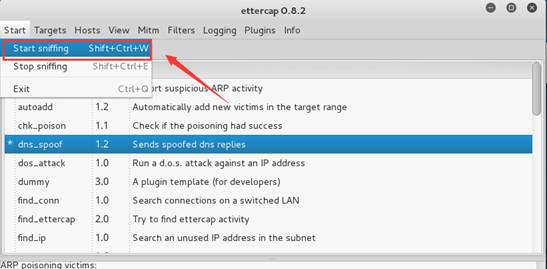 ettercap 0.8.2
Start Targets Hosts View Mitm Filters Logging Plugins Info
Start sniffing Shift+Ctrl+W
Stop sniffing Shift+Ctrl+E
ort suspicious ARP activity
Exit Ctrl+Q
autoadd 1.2 Automatically add new victims in the target range
chk_poison 1.1 Check if the poisoning had success
* dns_spoof 1.2 Sends spoofed dns replies
dos_attack 1.0 Run a d.o.s. attack against an IP address
dummy 3.0 A plugin template (for developers)
find_conn 1.0 Search connections on a switched LAN
find_ettercap 2.0 Try to find ettercap activity
find_ip 1.0 Search an unused IP address in the subnet
ARP poisoning victims: